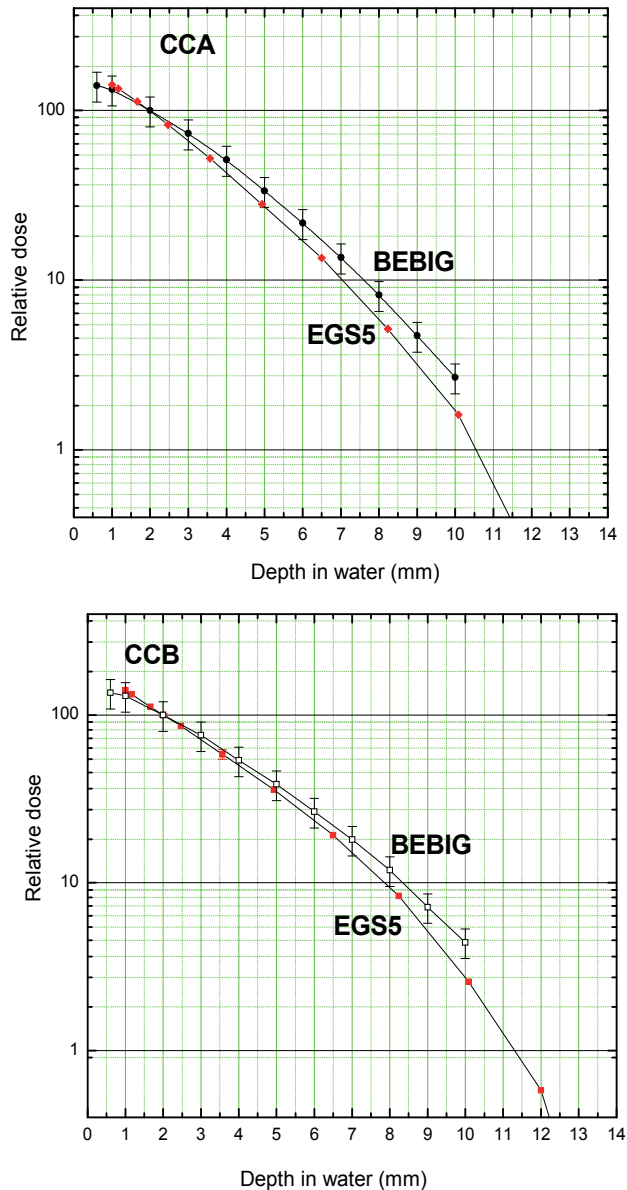 CCA
100
10
1
Relative dose
BEBIG
EGS5
0 1 2 3 4 5 6 7 8 9 10 11 12 13 14
Depth in water (mm)
CCB
100
10
1
Relative dose
BEBIG
EGS5
0 1 2 3 4 5 6 7 8 9 10 11 12 13 14
Depth in water (mm)